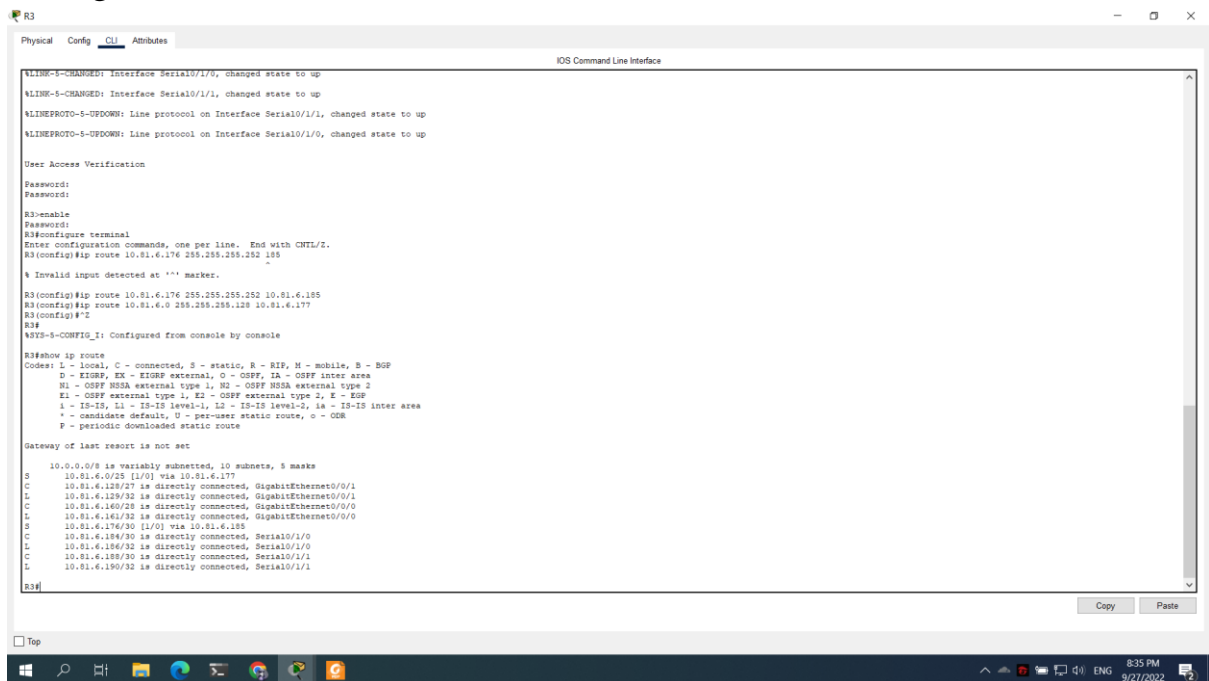 R3
Physical Config CLI Attributes
IOS Command Line Interface
%LINK-5-CHANGED: Interface Serial0/1/0, changed state to up
%LINK-5-CHANGED: Interface Serial0/1/1, changed state to up
%LINEPROTO-5-UPDOWN: Line protocol on Interface Serial0/1/1, changed state to up
%LINEPROTO-5-UPDOWN: Line protocol on Interface Serial0/1/0, changed state to up
User Access Verification
Password:
Password:
R3>enable
Password:
R3#configure terminal
Enter configuration commands, one per line. End with CNTL/Z.
R3(config)#ip route 10.81.6.176 255.255.255.252 185
^
% Invalid input detected at '^' marker.
R3(config)#ip route 10.81.6.176 255.255.255.252 10.81.6.185
R3(config)#ip route 10.81.6.0 255.255.255.128 10.81.6.177
R3(config)#^Z
R3#
%SYS-5-CONFIG_I: Configured from console by console
R3#show ip route
Codes: L - local, C - connected, S - static, R - RIP, M - mobile, B - BGP
D - EIGRP, EX - EIGRP external, O - OSPF, IA - OSPF inter area
N1 - OSPF NSSA external type 1, N2 - OSPF NSSA external type 2
E1 - OSPF external type 1, E2 - OSPF external type 2, E - EGP
i - IS-IS, L1 - IS-IS level-1, L2 - IS-IS level-2, ia - IS-IS inter area
* - candidate default, U - per-user static route, o - ODR
P - periodic downloaded static route
Gateway of last resort is not set
10.0.0.0/8 is variably subnetted, 10 subnets, 5 masks
S 10.81.6.0/25 [1/0] via 10.81.6.177
C 10.81.6.128/27 is directly connected, GigabitEthernet0/0/1
L 10.81.6.129/32 is directly connected, GigabitEthernet0/0/1
C 10.81.6.160/28 is directly connected, GigabitEthernet0/0/0
L 10.81.6.161/32 is directly connected, GigabitEthernet0/0/0
S 10.81.6.176/30 [1/0] via 10.81.6.185
C 10.81.6.184/30 is directly connected, Serial0/1/0
L 10.81.6.186/32 is directly connected, Serial0/1/0
C 10.81.6.188/30 is directly connected, Serial0/1/1
L 10.81.6.190/32 is directly connected, Serial0/1/1
R3#
Copy Paste
Top
ENG 8:35 PM
9/27/2022